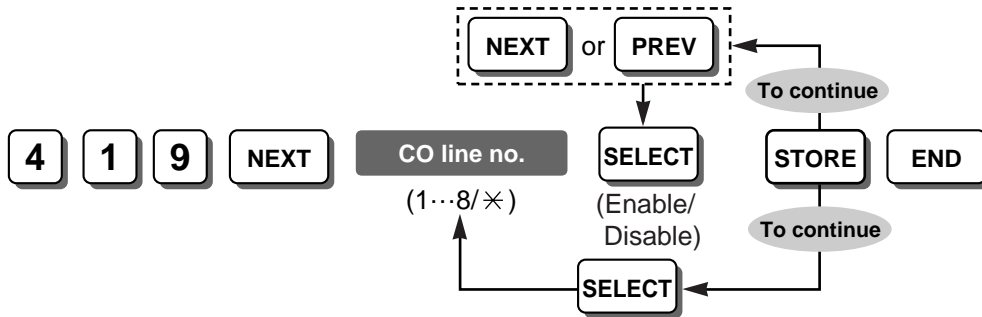 NEXT or PREV
To continue
4 1 9 NEXT CO line no. SELECT STORE END
(1···8/✳)
(Enable/
Disable)
To continue
SELECT